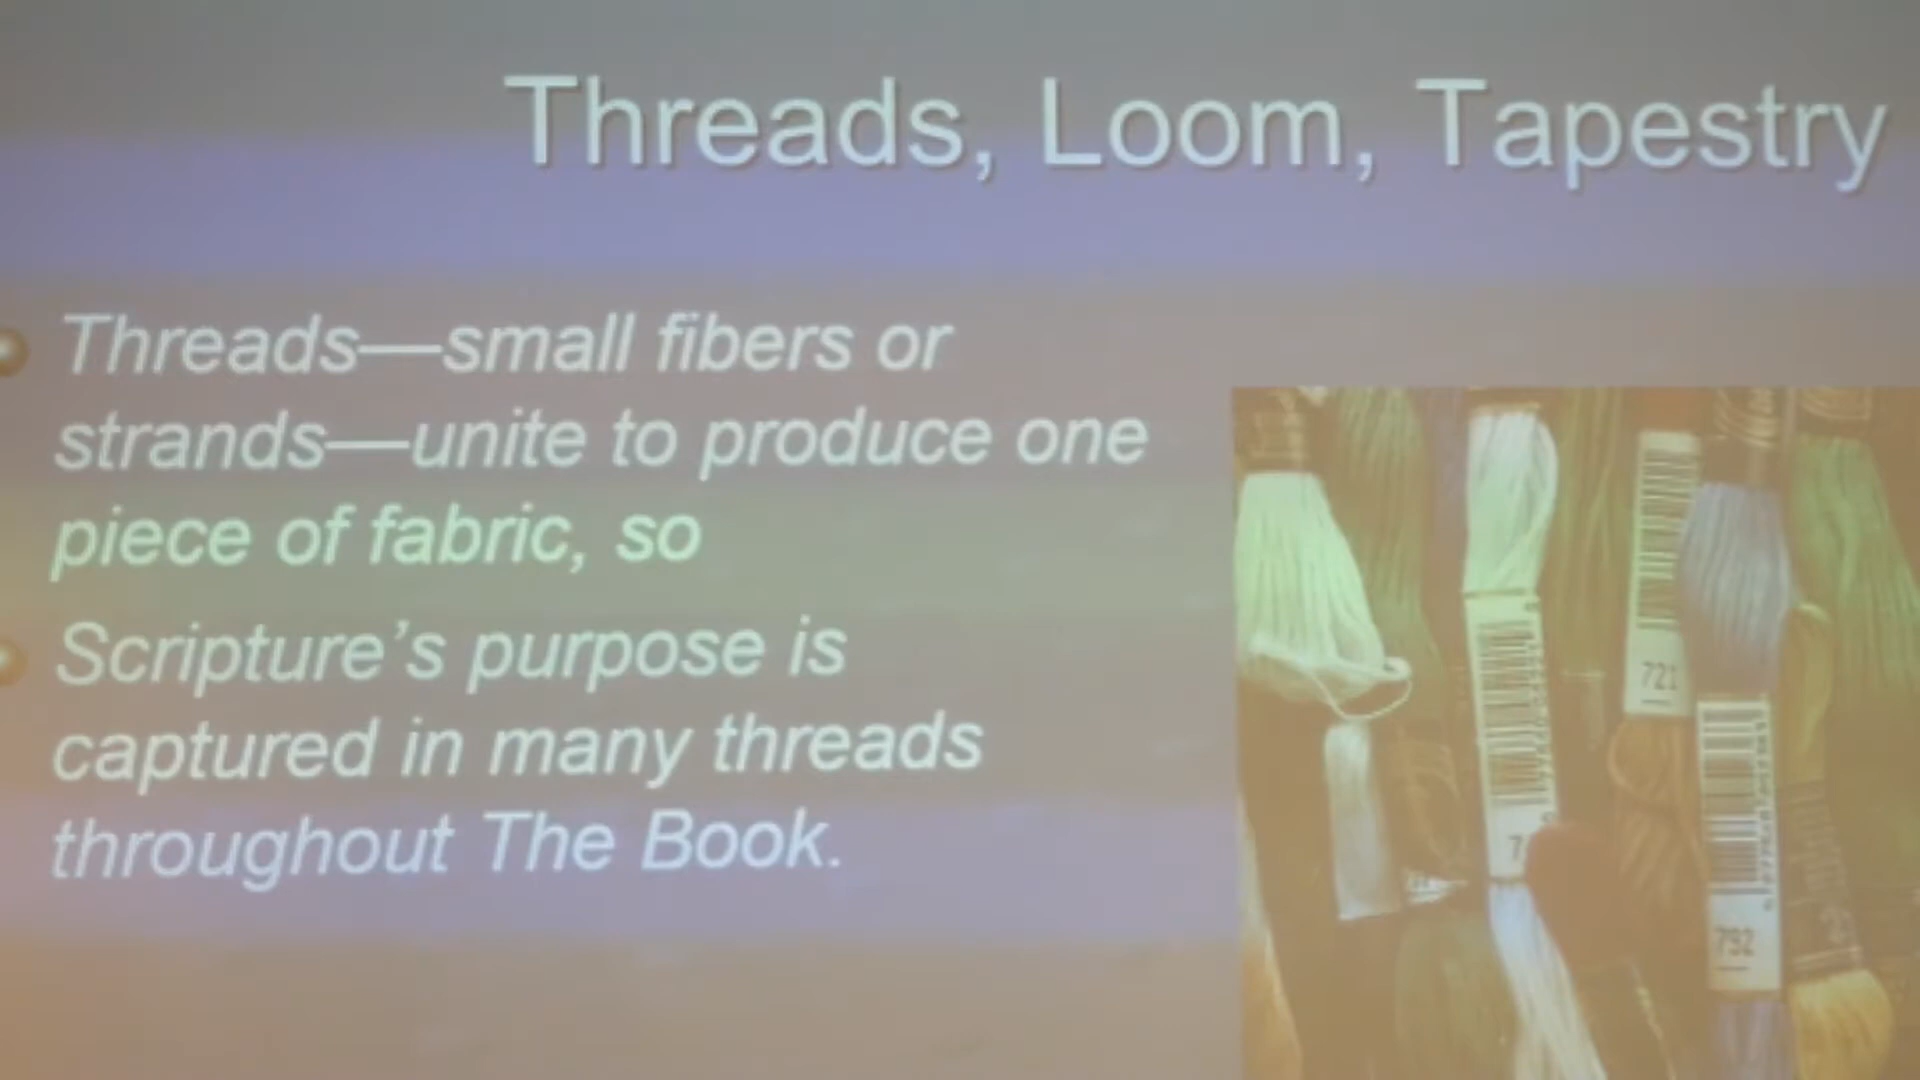 Threads, Loom, Tapestry
Threads—small fibers or
strands—unite to produce one
piece of fabric, so
Scripture's purpose is
captured in many threads
throughout The Book.
721
792